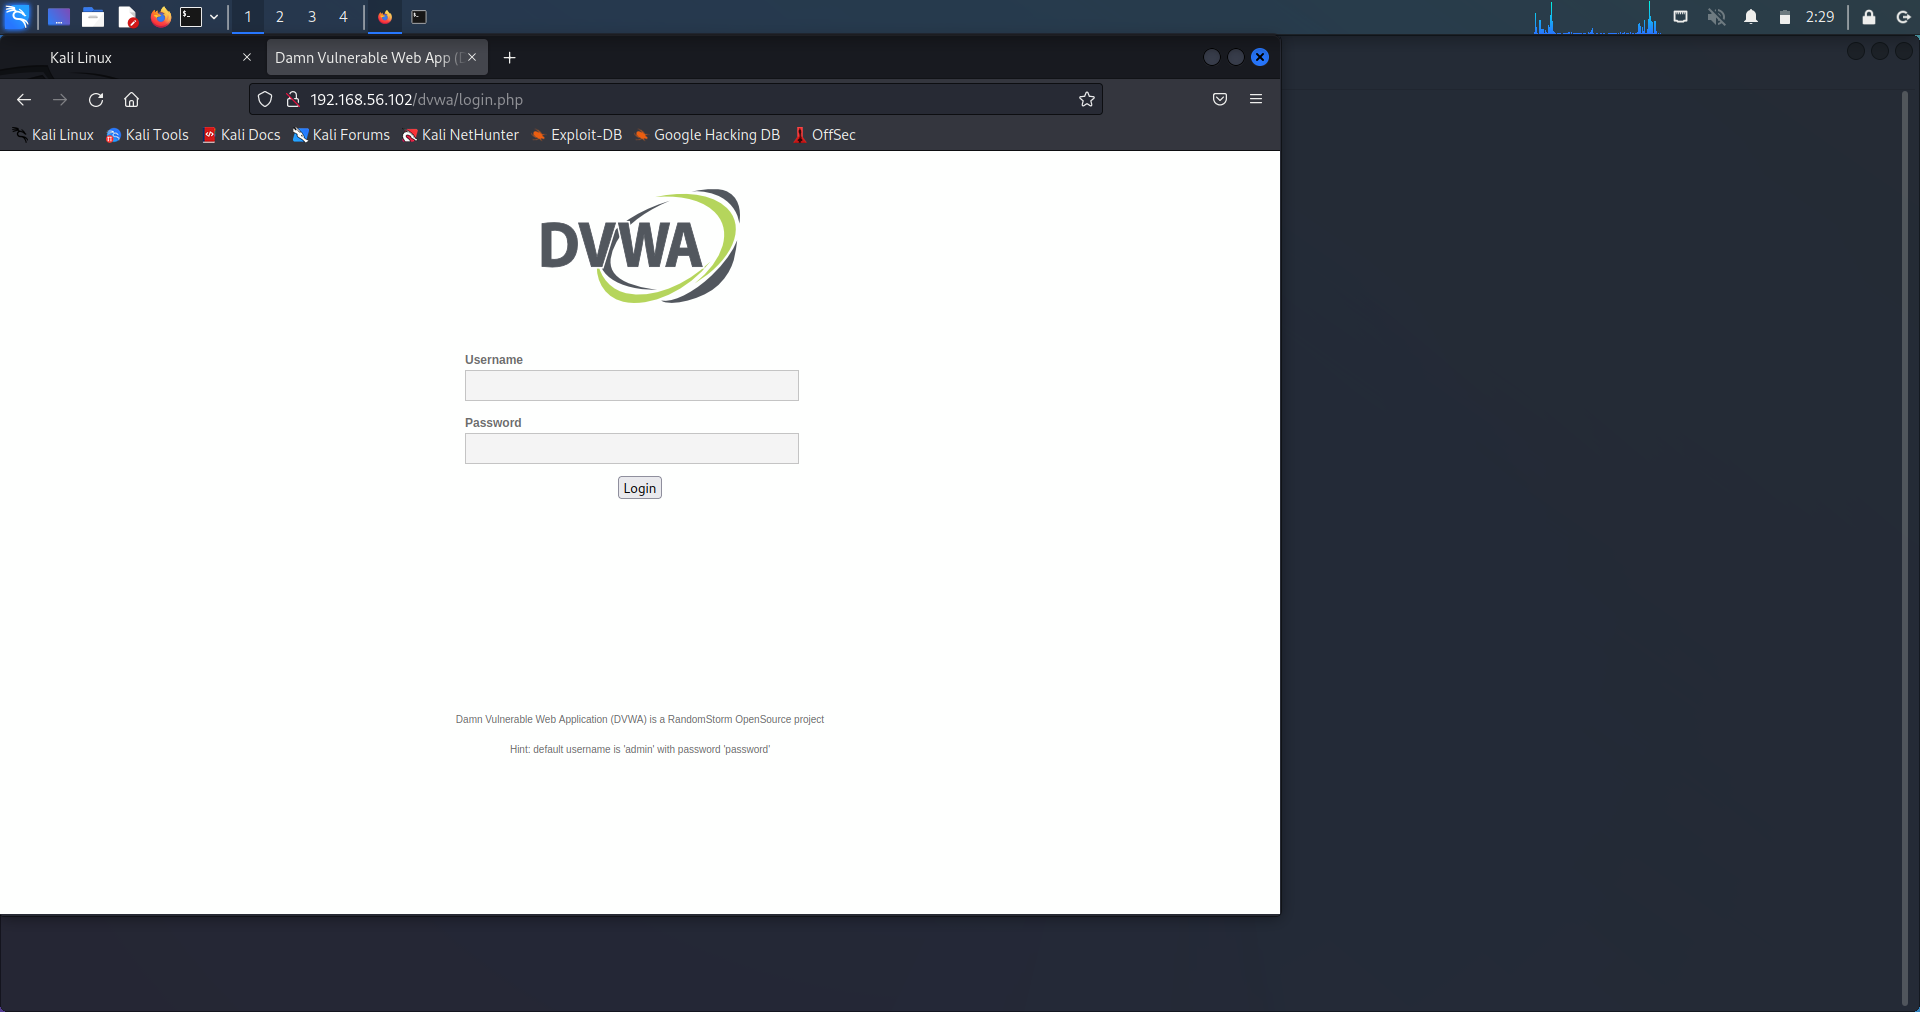 1 2 3 4 2:29
Kali Linux Damn Vulnerable Web App (
192.168.56.102/dvwa/login.php
Kali Linux Kali Tools Kali Docs Kali Forums Kali NetHunter Exploit-DB Google Hacking DB OffSec
DVWA
Username
Password
Login
Damn Vulnerable Web Application (DVWA) is a RandomStorm OpenSource project
Hint: default username is 'admin' with password 'password'